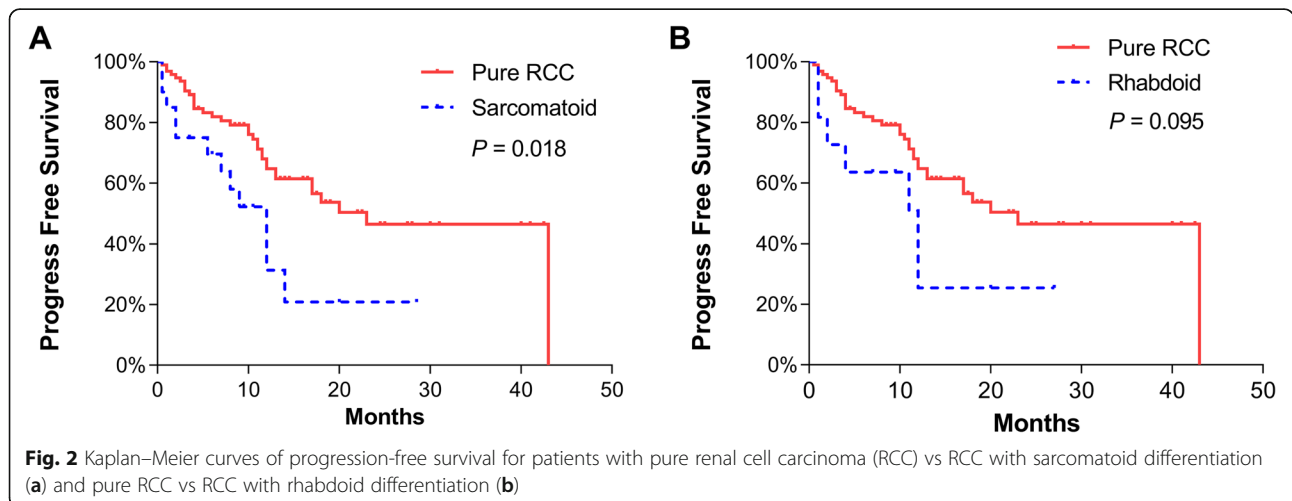 A
Progress Free Survival
100%
80%
60%
40%
20%
0%
0 10 20 30 40 50
Months
Pure RCC
Sarcomatoid
P = 0.018
B
Progress Free Survival
100%
80%
60%
40%
20%
0%
0 10 20 30 40 50
Months
Pure RCC
Rhabdoid
P = 0.095
Fig. 2 Kaplan–Meier curves of progression-free survival for patients with pure renal cell carcinoma (RCC) vs RCC with sarcomatoid differentiation
(a) and pure RCC vs RCC with rhabdoid differentiation (b)